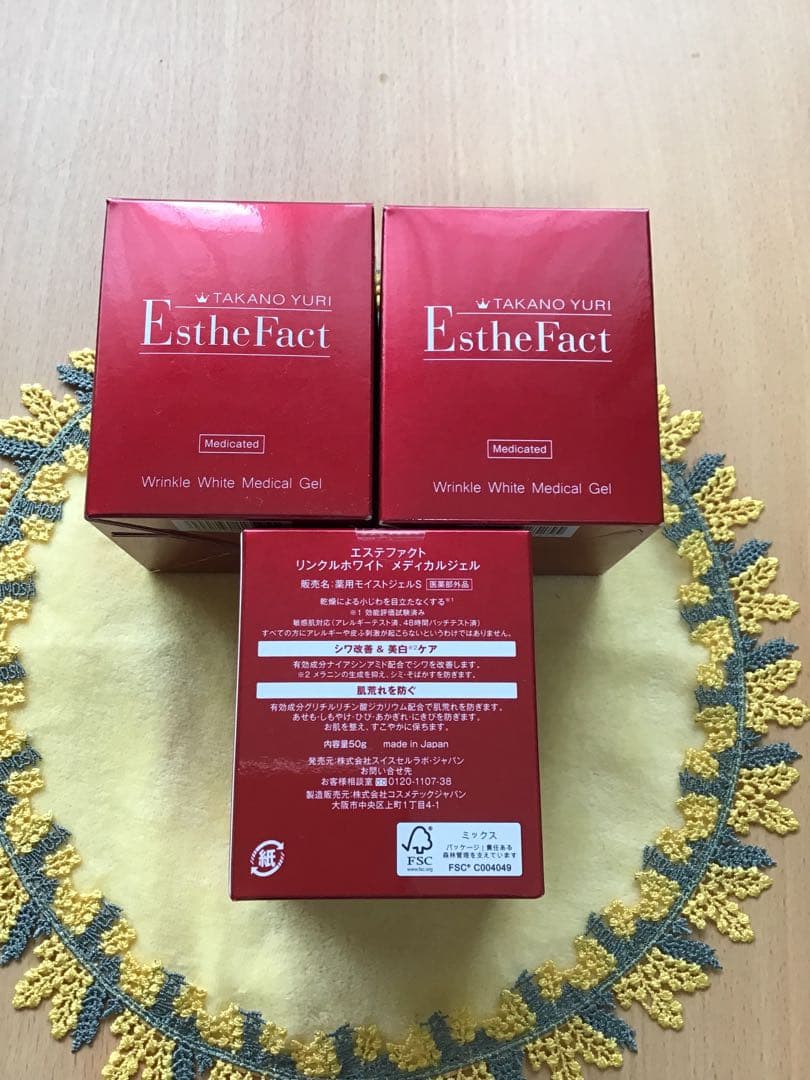 TAKANO YURI
EstheFact
Medicated
Wrinkle White Medical Gel
TAKANO YURI
EstheFact
Medicated
Wrinkle White Medical Gel
エステファクト
リンクルホワイト メディカルジェル
販売名:薬用モイストジェルS 医薬部外品
乾燥による小じわを目立たなくする※1
※1 効能評価試験済み
敏感肌対応(アレルギーテスト済、48時間パッチテスト済)
すべての方にアレルギーや皮ふ刺激が起こらないというわけではありません。
シワ改善 & 美白※2ケア
有効成分ナイアシンアミド配合でシワを改善します。
※2 メラニンの生成を抑え、シミ・そばかすを防ぎます。
肌荒れを防ぐ
有効成分グリチルリチン酸ジカリウム配合で肌荒れを防ぎます。
あせも・しもやけ・ひび・あかぎれ・にきびを防ぎます。
お肌を整え、すこやかに保ちます。
内容量50g made in Japan
発売元:株式会社スイスセルラボ・ジャパン
お問い合せ先
お客様相談室 0120-1107-38
製造販売元:株式会社コスメテックジャパン
大阪市中央区上町1丁目4-1
紙
FSC
www.fsc.org
ミックス
パッケージ|責任ある
森林管理を支えています
FSC® C004049